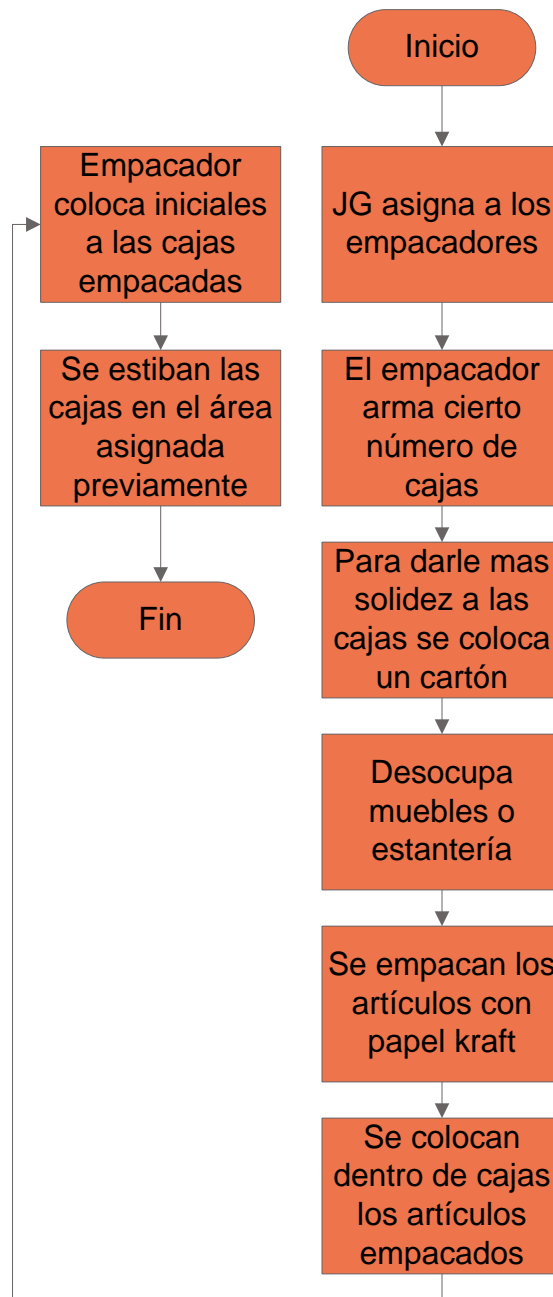 Inicio
JG asigna a los
empacadores
El empacador
arma cierto
número de
cajas
Para darle mas
solidez a las
cajas se coloca
un cartón
Desocupa
muebles o
estantería
Se empacan los
artículos con
papel kraft
Se colocan
dentro de cajas
los artículos
empacados
Empacador
coloca iniciales
a las cajas
empacadas
Se estiban las
cajas en el área
asignada
previamente
Fin